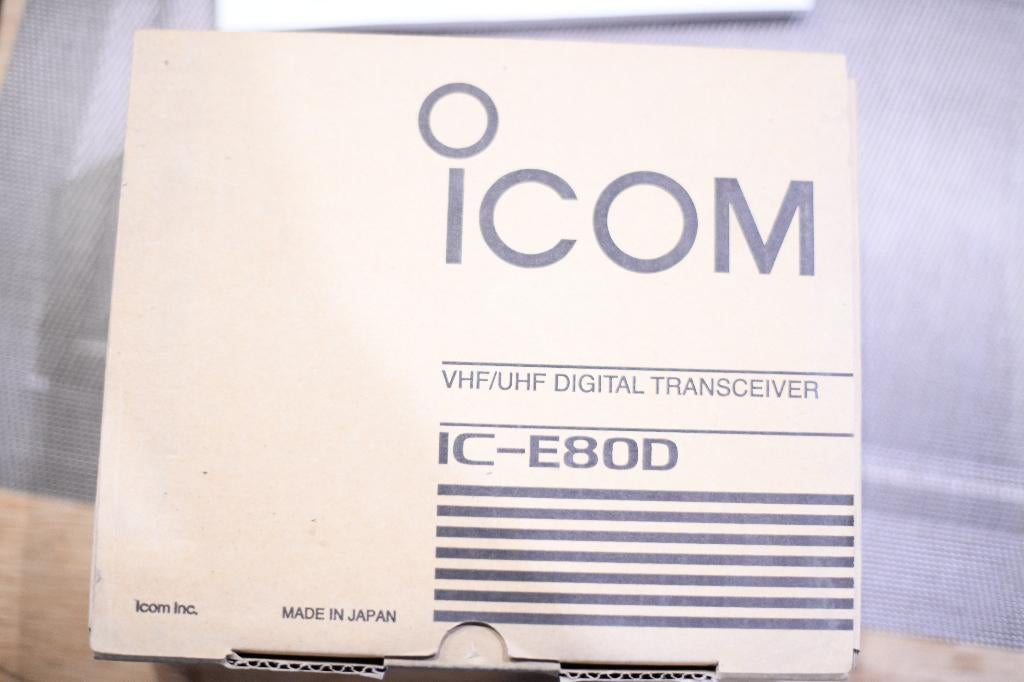 ICOM
VHF/UHF DIGITAL TRANSCEIVER
IC-E80D
Icom Inc.
MADE IN JAPAN